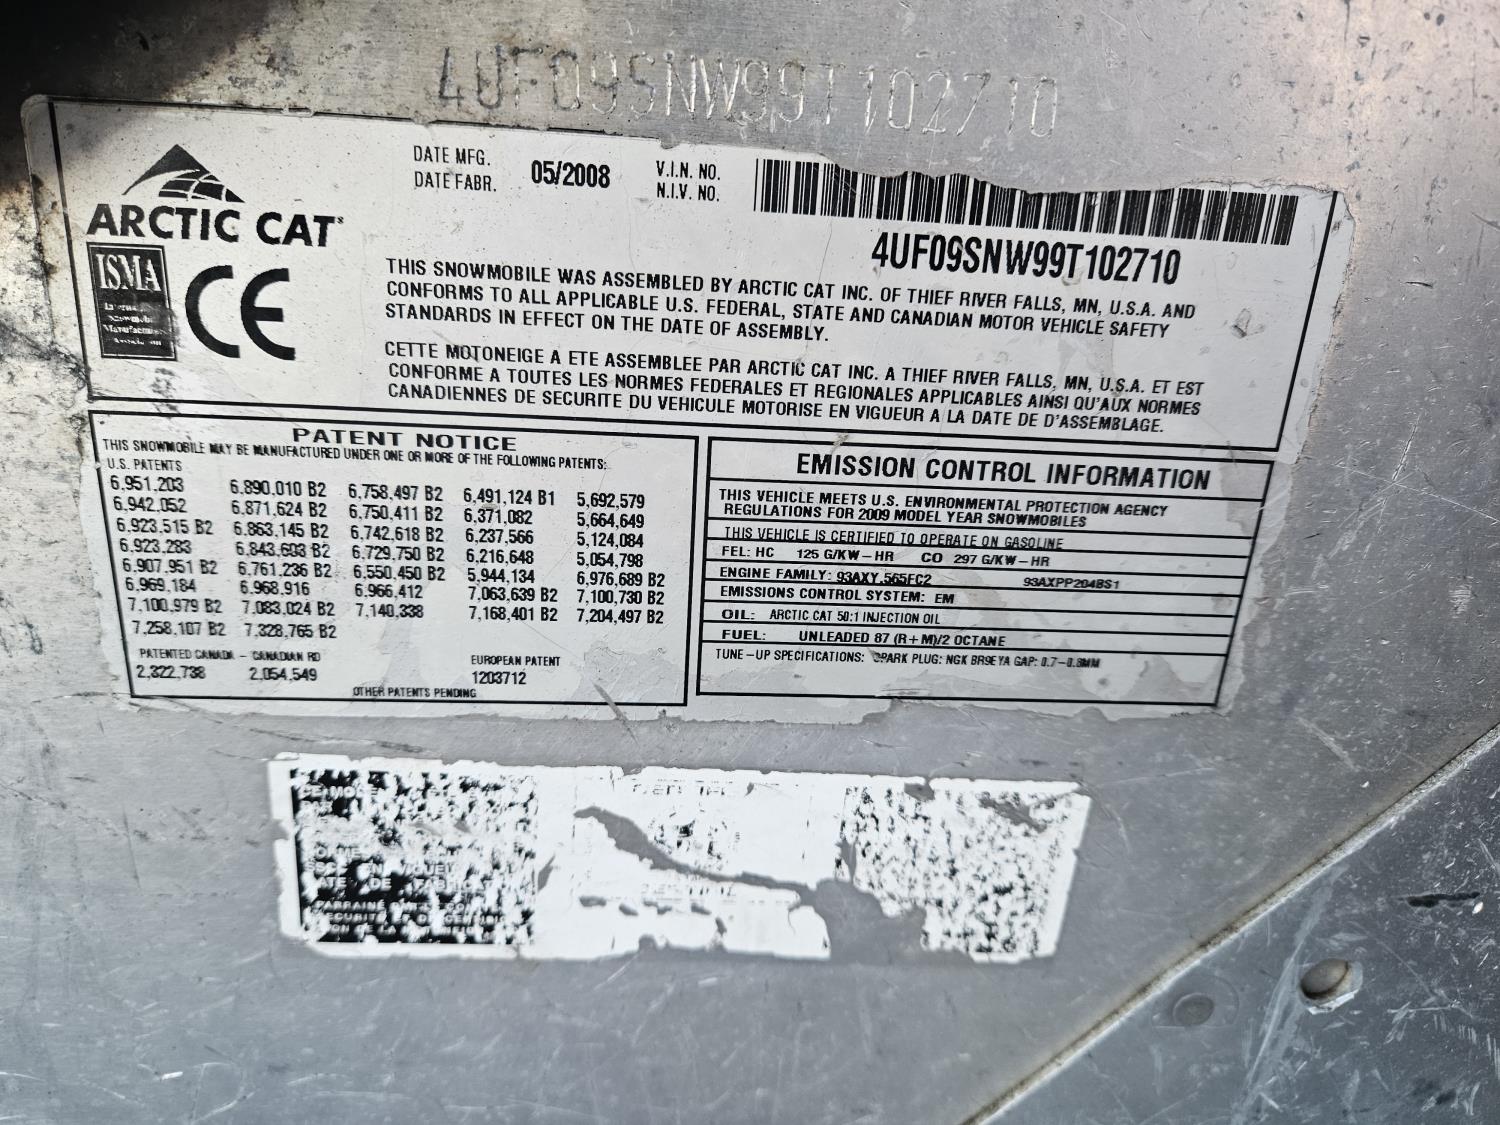 4UF09SNW99T102710
ARCTIC CAT
DATE MFG.
DATE FABR.
05/2008
V.I.N. NO.
N.I.V. NO.
4UF09SNW99T102710
ISMA
CE
THIS SNOWMOBILE WAS ASSEMBLED BY ARCTIC CAT INC. OF THIEF RIVER FALLS, MN, U.S.A. AND
CONFORMS TO ALL APPLICABLE U.S. FEDERAL, STATE AND CANADIAN MOTOR VEHICLE SAFETY
STANDARDS IN EFFECT ON THE DATE OF ASSEMBLY.
CETTE MOTONEIGE A ETE ASSEMBLEE PAR ARCTIC CAT INC. A THIEF RIVER FALLS, MN, U.S.A. ET EST
CONFORME A TOUTES LES NORMES FEDERALES ET REGIONALES APPLICABLES AINSI QU'AUX NORMES
CANADIENNES DE SECURITE DU VEHICULE MOTORISE EN VIGUEUR A LA DATE DE D'ASSEMBLAGE.
PATENT NOTICE
THIS SNOWMOBILE MAY BE MANUFACTURED UNDER ONE OR MORE OF THE FOLLOWING PATENTS:
U.S. PATENTS
6,951,203 6,890,010 B2 6,758,497 B2 6,491,124 B1 5,692,579
6,942,052 6,871,624 B2 6,750,411 B2 6,371,082 5,664,649
6,923,515 B2 6,863,145 B2 6,742,618 B2 6,237,566 5,124,084
6,923,283 6,843,603 B2 6,729,750 B2 6,216,648 5,054,798
6,907,951 B2 6,761,236 B2 6,550,450 B2 5,944,134 6,976,689 B2
6,969,184 6,968,916 6,966,412 7,063,639 B2 7,100,730 B2
7,100,979 B2 7,083,024 B2 7,140,338 7,168,401 B2 7,204,497 B2
7,258,107 B2 7,328,765 B2
PATENTED CANADA - CANADIAN RD EUROPEAN PATENT
2,322,738 2,054,549 1203712
OTHER PATENTS PENDING
EMISSION CONTROL INFORMATION
THIS VEHICLE MEETS U.S. ENVIRONMENTAL PROTECTION AGENCY
REGULATIONS FOR 2009 MODEL YEAR SNOWMOBILES
THIS VEHICLE IS CERTIFIED TO OPERATE ON GASOLINE
FEL: HC 125 G/KW-HR CO 297 G/KW-HR
ENGINE FAMILY: 93AXY.565FC2 93AXPP204BS1
EMISSIONS CONTROL SYSTEM: EM
OIL: ARCTIC CAT 50:1 INJECTION OIL
FUEL: UNLEADED 87 (R+M)/2 OCTANE
TUNE-UP SPECIFICATIONS: SPARK PLUG: NGK BR9EYA GAP: 0.7-0.8MM
PAR
DE